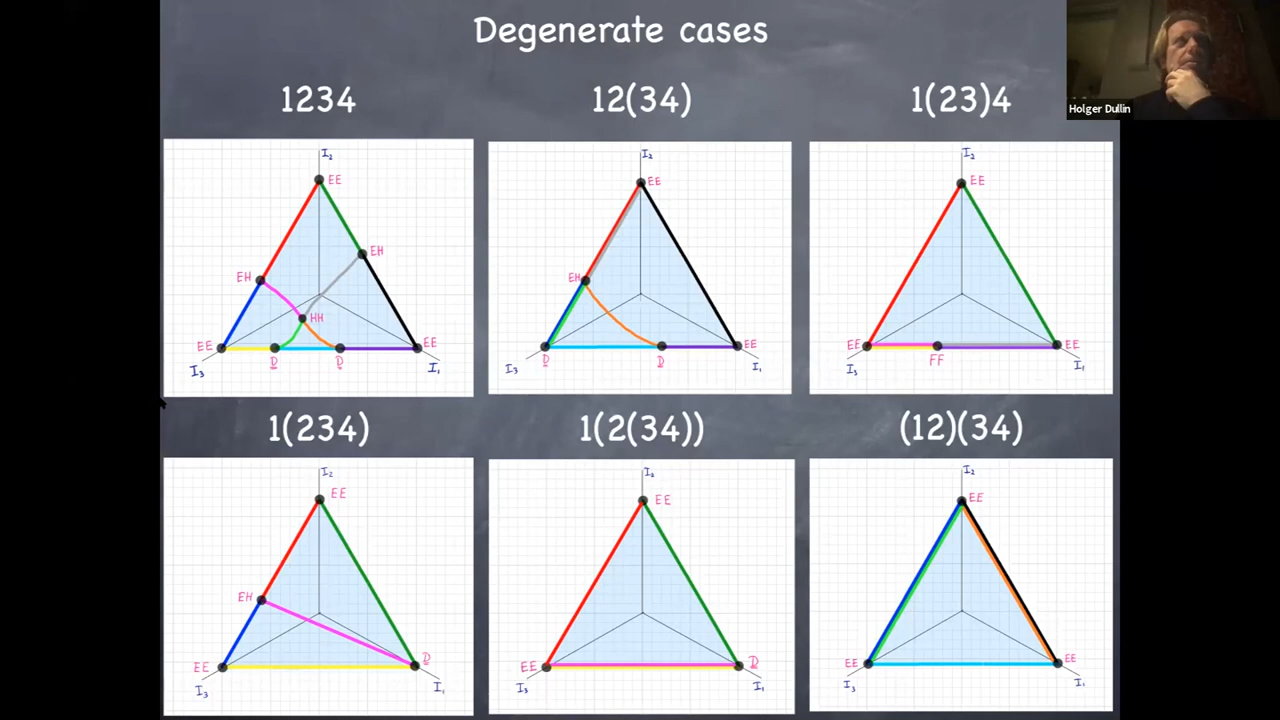 Degenerate cases
Holger Dullin
1234
12(34)
1(23)4
I₂
EE
EH
EH
HH
EE
D
D
EE
I₃
I₁
I₂
EE
EH
D
D
EE
I₃
I₁
I₂
EE
EE
FF
EE
I₃
I₁
1(234)
1(2(34))
(12)(34)
I₂
EE
EH
EE
D
I₃
I₁
I₂
EE
EE
D
I₃
I₁
I₂
EE
EE
EE
I₃
I₁